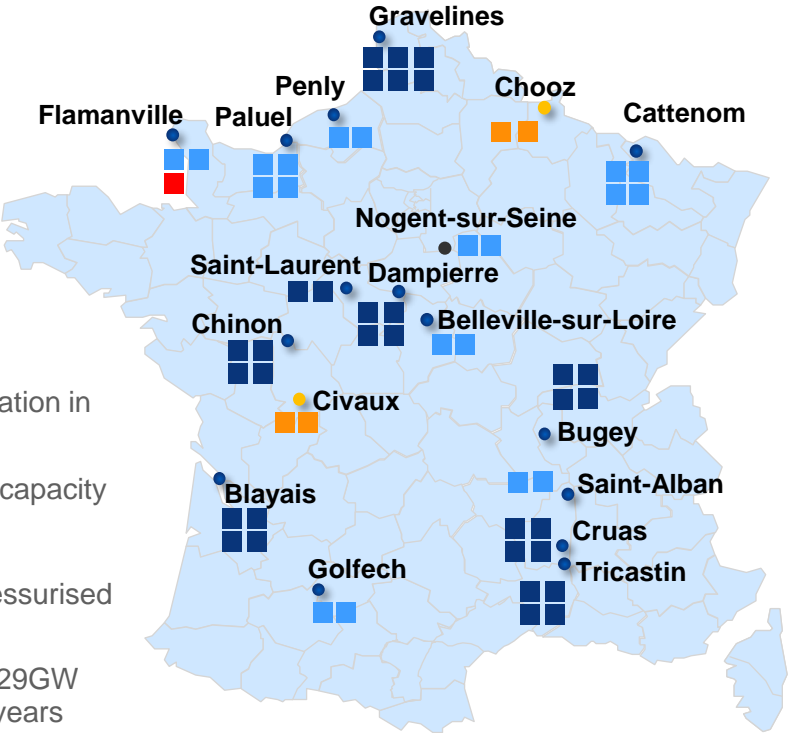 Gravelines
Penly
Chooz
Flamanville
Paluel
Cattenom
Nogent-sur-Seine
Saint-Laurent
Dampierre
Chinon
Belleville-sur-Loire
ation in
Civaux
Bugey
capacity
Blayais
Saint-Alban
Cruas
Golfech
Tricastin
essurised
29GW
years